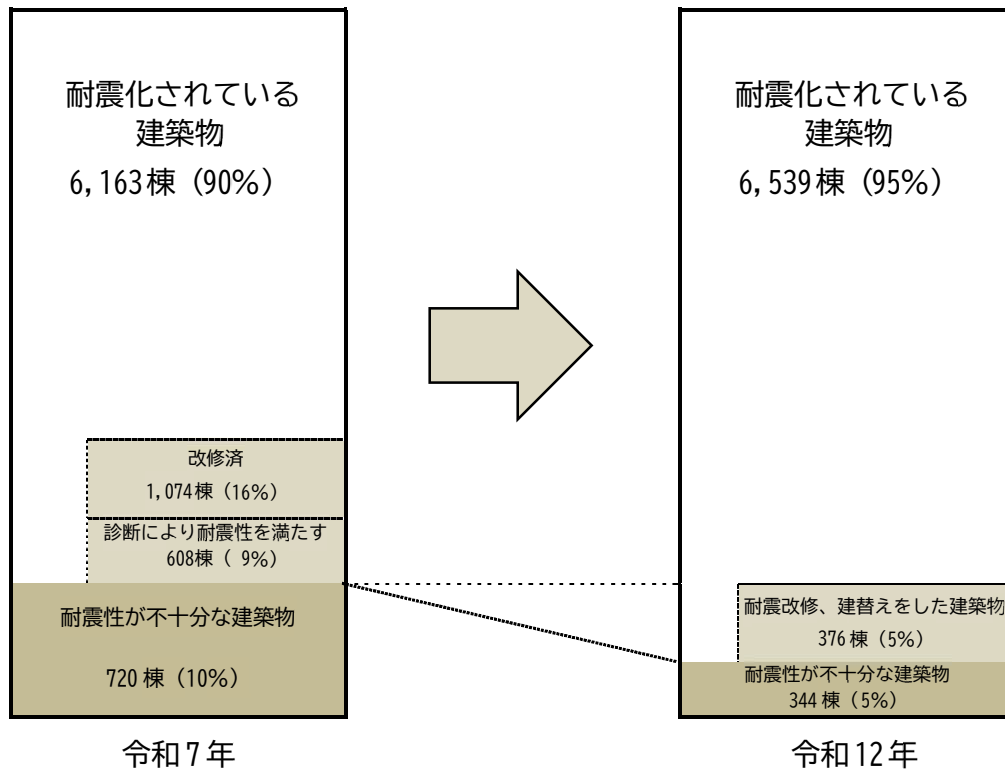 耐震化されている
建築物
6,163棟（90%）
改修済
1,074棟（16%）
診断により耐震性を満たす
608棟（ 9%）
耐震性が不十分な建築物
720棟（10%）
令和７年
耐震化されている
建築物
6,539棟（95%）
耐震改修、建替えをした建築物
376棟（5%）
耐震性が不十分な建築物
344棟（5%）
令和12年